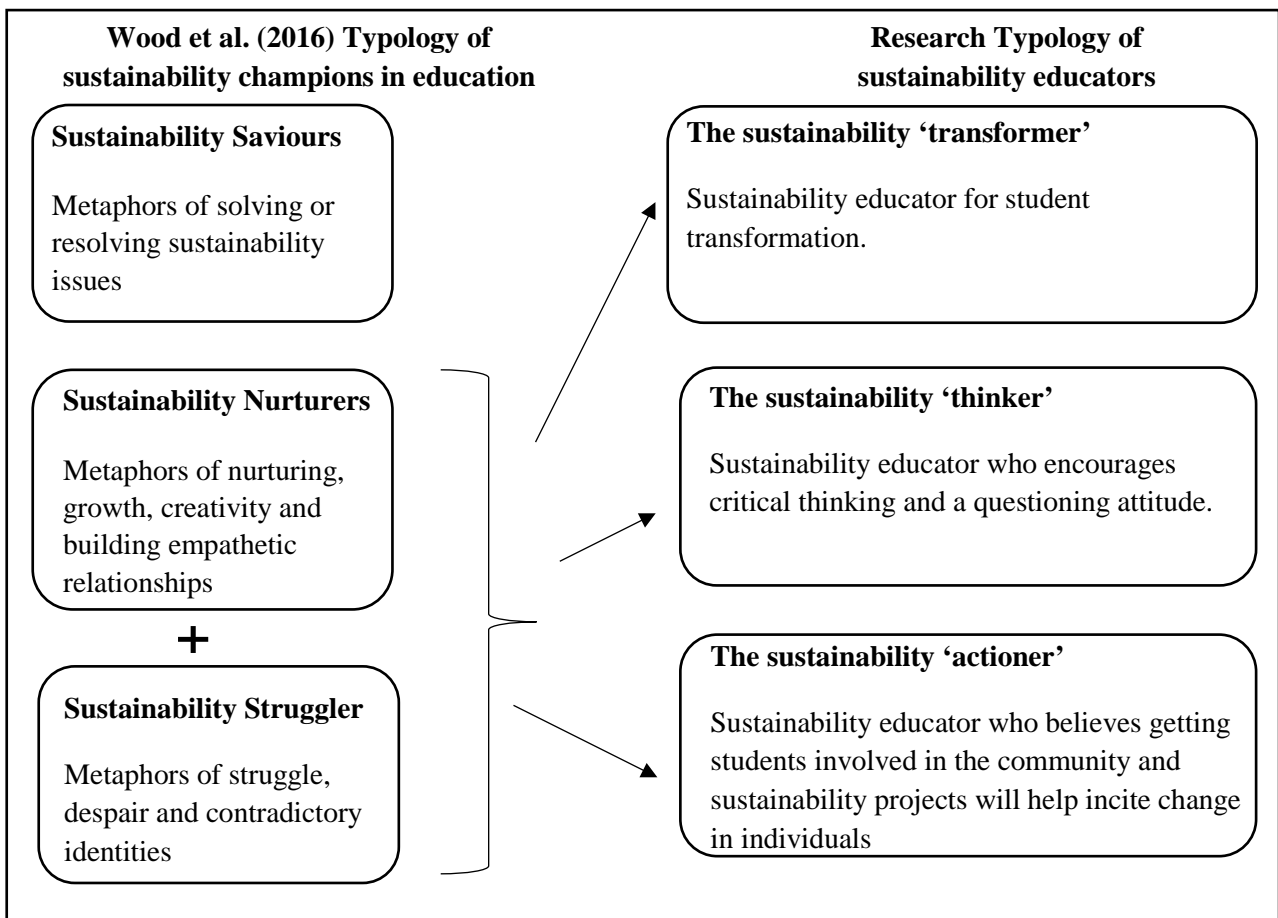 Wood et al. (2016) Typology of
sustainability champions in education
Sustainability Saviours
Metaphors of solving or
resolving sustainability
issues
Sustainability Nurturers
Metaphors of nurturing,
growth, creativity and
building empathetic
relationships
+
Sustainability Struggler
Metaphors of struggle,
despair and contradictory
identities
Research Typology of
sustainability educators
The sustainability ‘transformer’
Sustainability educator for student
transformation.
The sustainability ‘thinker’
Sustainability educator who encourages
critical thinking and a questioning attitude.
The sustainability ‘actioner’
Sustainability educator who believes getting
students involved in the community and
sustainability projects will help incite change
in individuals